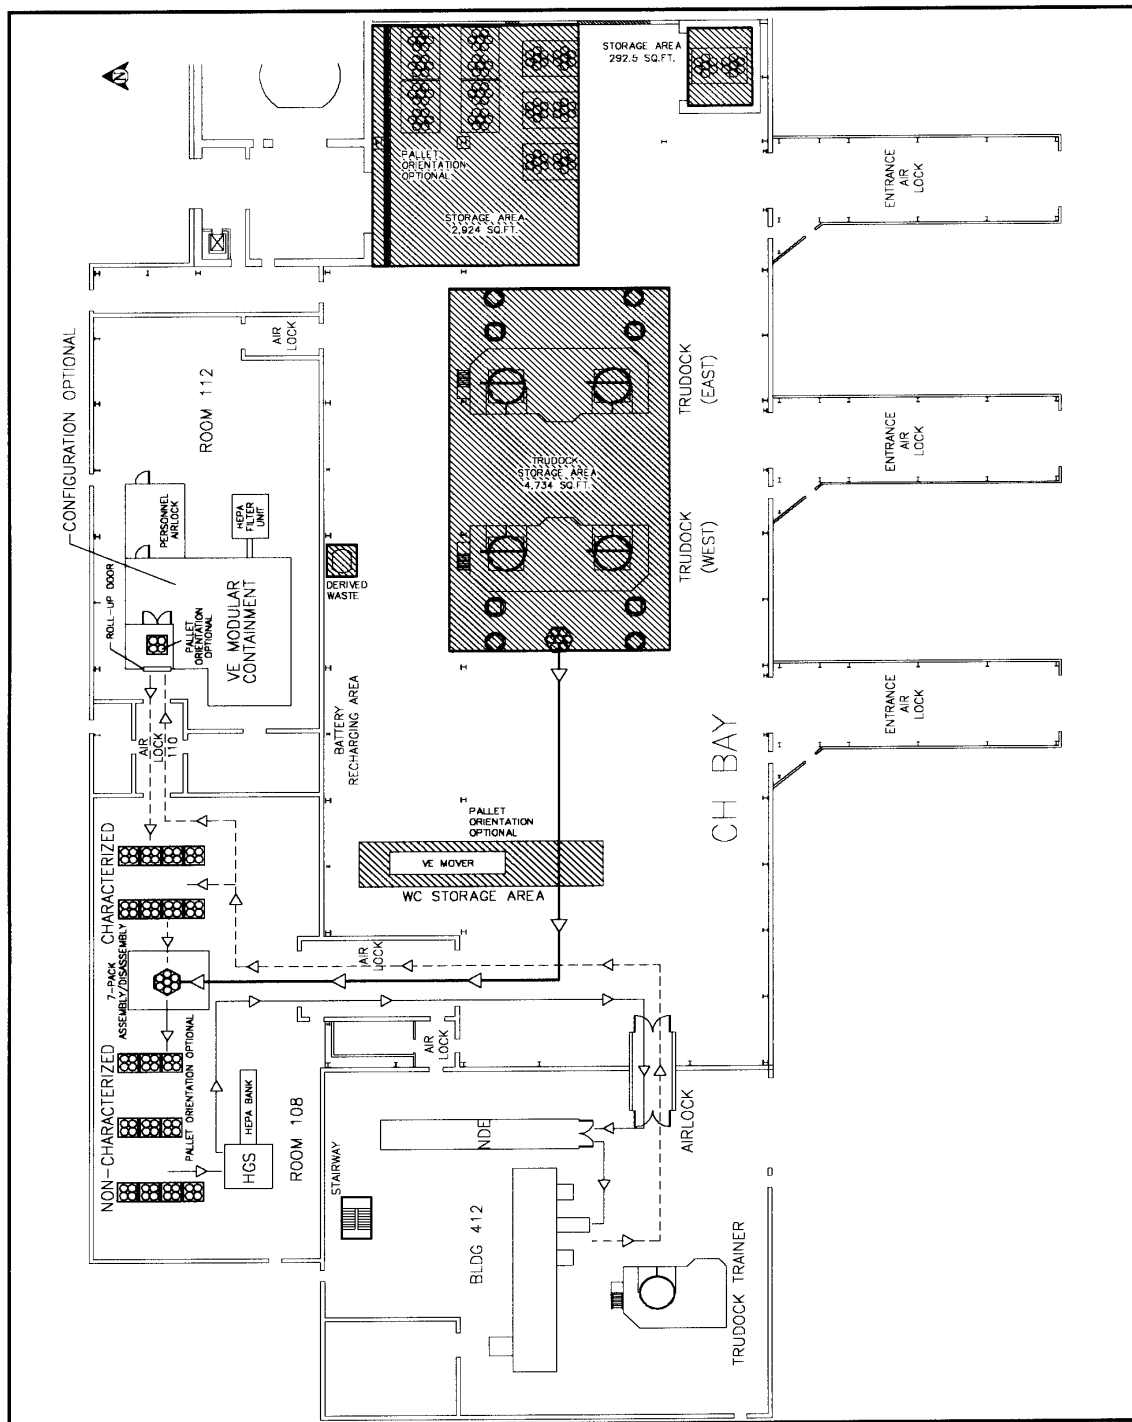 N
STORAGE AREA
292.5 SQ.FT.
PALLET
ORIENTATION
OPTIONAL
STORAGE AREA
2,924 SQ.FT.
ENTRANCE
AIR
LOCK
AIR
LOCK
CONFIGURATION OPTIONAL
ROOM 112
TRUDOCK
(EAST)
ENTRANCE
AIR
LOCK
TRUDOCK
STORAGE AREA
4,734 SQ.FT.
PERSONNEL
AIRLOCK
HEPA
FILTER
UNIT
TRUDOCK
(WEST)
DERIVED
WASTE
ROLL-UP DOOR
PALLET
ORIENTATION
OPTIONAL
VE MODULAR
CONTAINMENT
ENTRANCE
AIR
LOCK
AIR
LOCK
110
BATTERY
RECHARGING AREA
CH BAY
PALLET
ORIENTATION
OPTIONAL
VE MOVER
WC STORAGE AREA
CHARACTERIZED
7-PACK
ASSEMBLY/DISASSEMBLY
AIR
LOCK
AIR
LOCK
NON-CHARACTERIZED
PALLET ORIENTATION OPTIONAL
HEPA BANK
HGS
ROOM 108
AIRLOCK
NDE
STAIRWAY
BLDG 412
TRUDOCK TRAINER